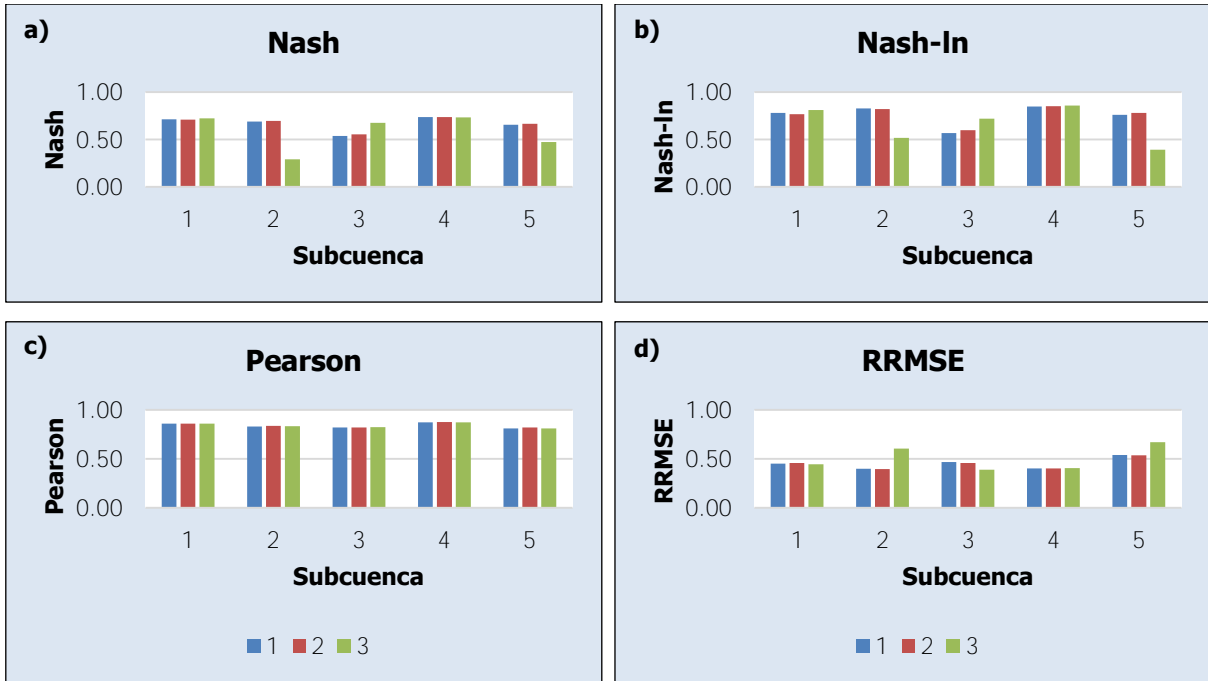 a)
Nash
1.00
0.50
0.00
Nash
1 2 3 4 5
Subcuenca
b)
Nash-ln
1.00
0.50
0.00
Nash-ln
1 2 3 4 5
Subcuenca
c)
Pearson
1.00
0.50
0.00
Pearson
1 2 3 4 5
Subcuenca
1 2 3
d)
RRMSE
1.00
0.50
0.00
RRMSE
1 2 3 4 5
Subcuenca
1 2 3